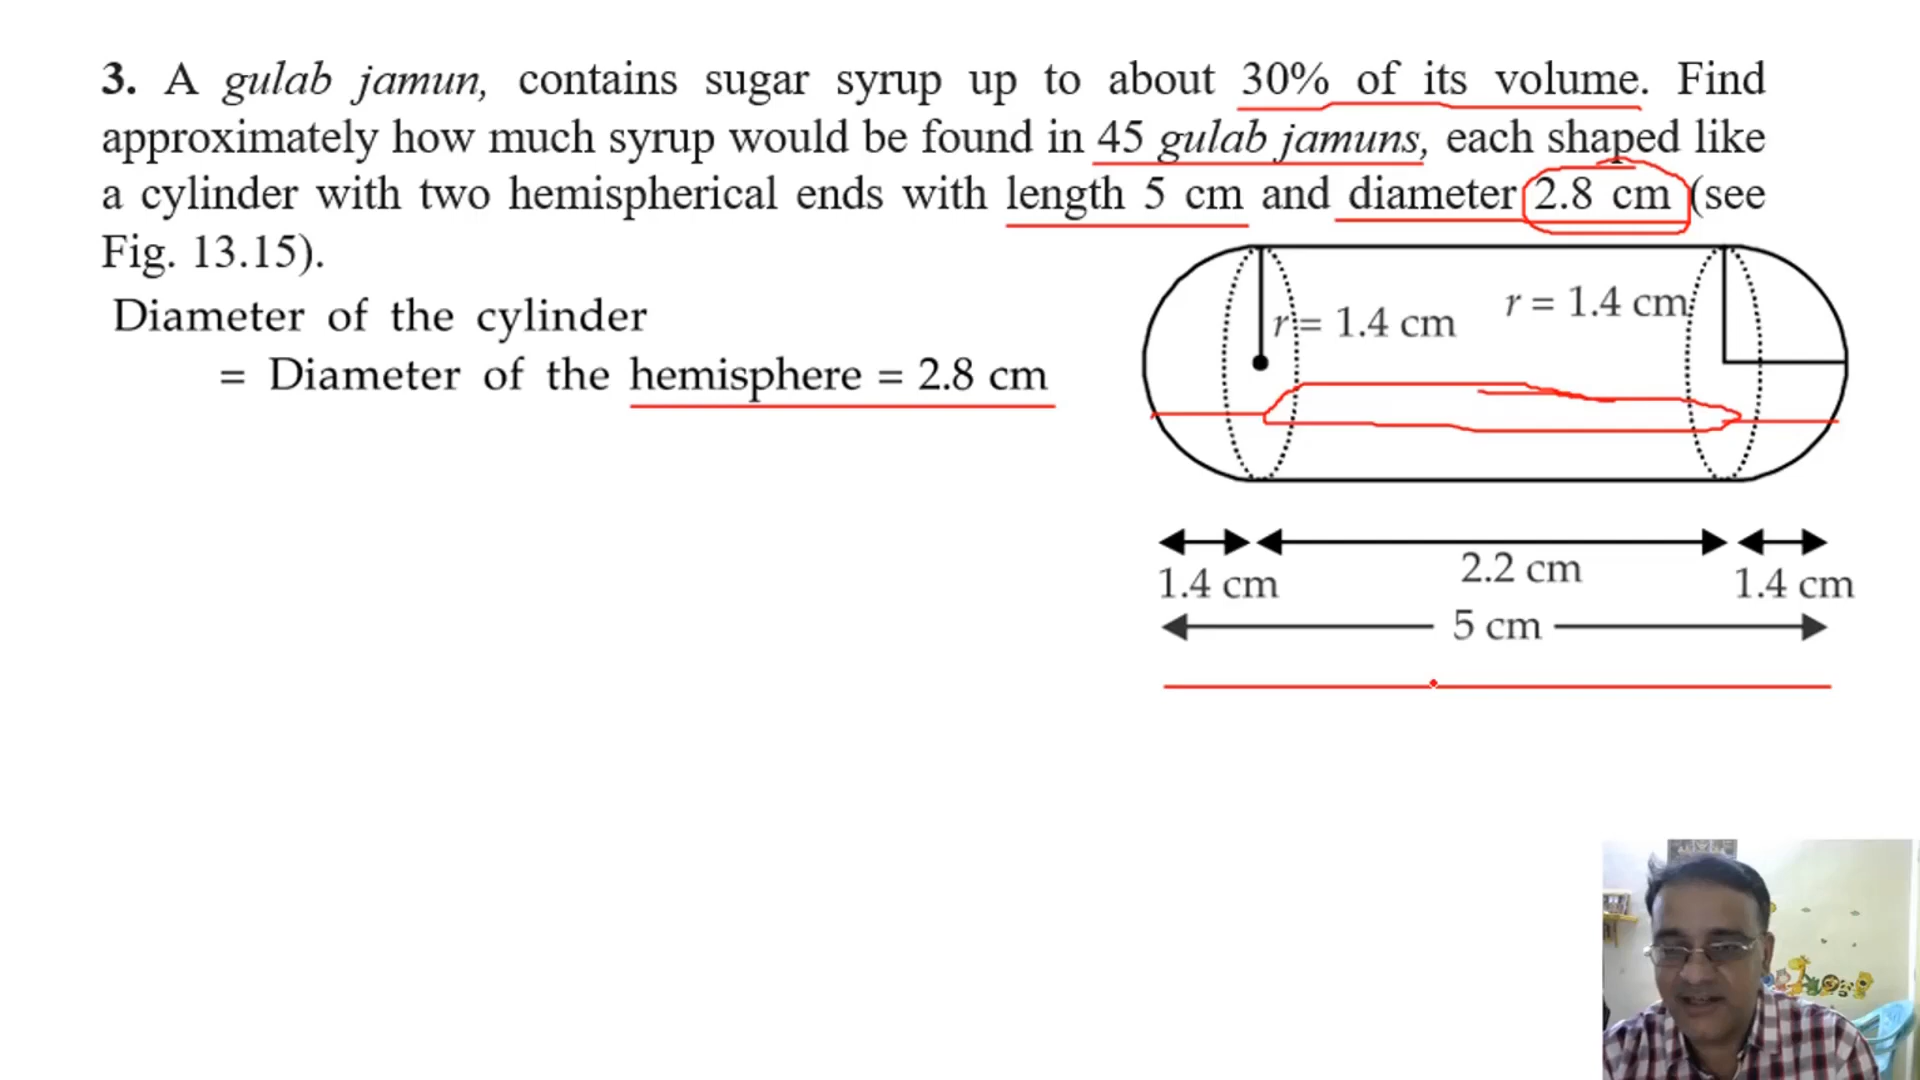 3. A gulab jamun, contains sugar syrup up to about 30% of its volume. Find
approximately how much syrup would be found in 45 gulab jamuns, each shaped like
a cylinder with two hemispherical ends with length 5 cm and diameter 2.8 cm (see
Fig. 13.15).
Diameter of the cylinder
= Diameter of the hemisphere = 2.8 cm
r = 1.4 cm
r = 1.4 cm
2.2 cm
1.4 cm
1.4 cm
5 cm